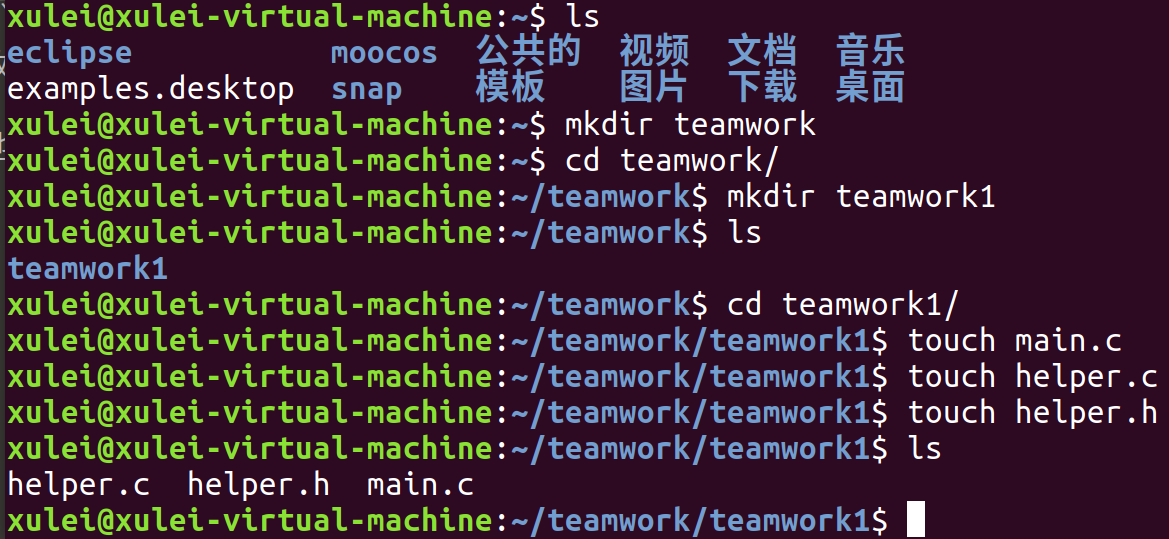 xulei@xulei-virtual-machine:~$ ls
eclipse moocos 公共的 视频 文档 音乐
examples.desktop snap 模板 图片 下载 桌面
xulei@xulei-virtual-machine:~$ mkdir teamwork
xulei@xulei-virtual-machine:~$ cd teamwork/
xulei@xulei-virtual-machine:~/teamwork$ mkdir teamwork1
xulei@xulei-virtual-machine:~/teamwork$ ls
teamwork1
xulei@xulei-virtual-machine:~/teamwork$ cd teamwork1/
xulei@xulei-virtual-machine:~/teamwork/teamwork1$ touch main.c
xulei@xulei-virtual-machine:~/teamwork/teamwork1$ touch helper.c
xulei@xulei-virtual-machine:~/teamwork/teamwork1$ touch helper.h
xulei@xulei-virtual-machine:~/teamwork/teamwork1$ ls
helper.c helper.h main.c
xulei@xulei-virtual-machine:~/teamwork/teamwork1$